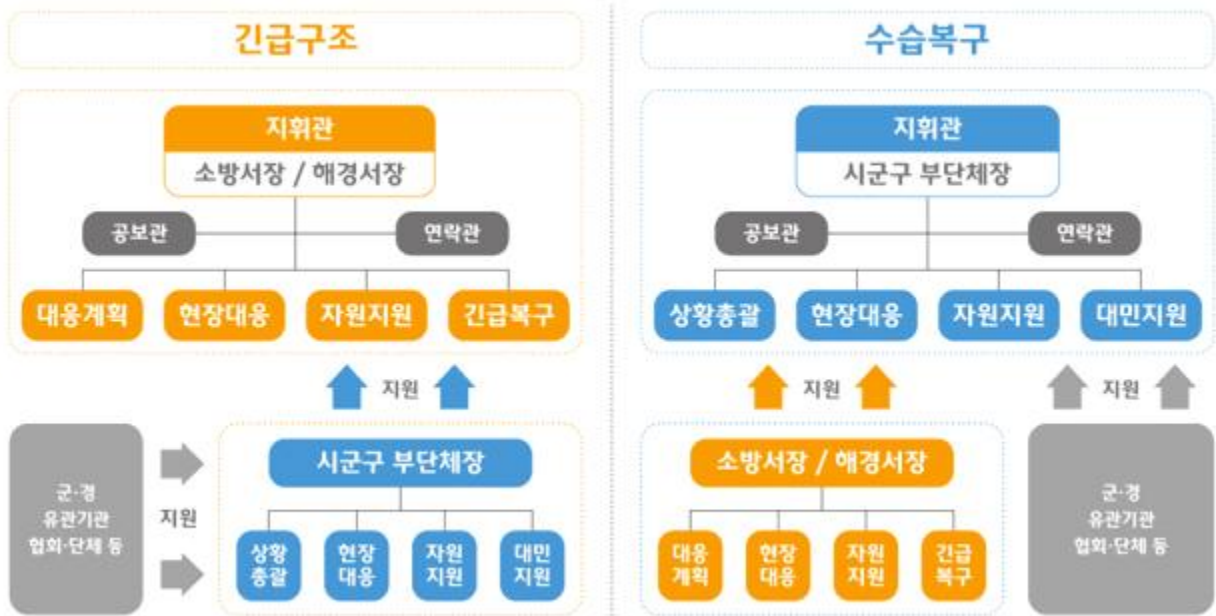 긴급구조
지휘관
소방서장 / 해경서장
공보관
연락관
대응계획
현장대응
자원지원
긴급복구
지원
군·경
유관기관
협회·단체 등
지원
시군구 부단체장
상황
총괄
현장
대응
자원
지원
대민
지원
수습복구
지휘관
시군구 부단체장
공보관
연락관
상황총괄
현장대응
자원지원
대민지원
지원
지원
소방서장 / 해경서장
대응
계획
현장
대응
자원
지원
긴급
복구
군·경
유관기관
협회·단체 등